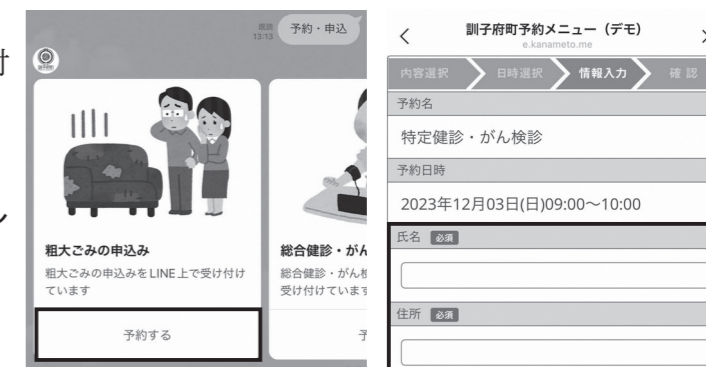 既読
13:13
予約・申込
粗大ごみの申込み
粗大ごみの申込みをLINE上で受け付け
ています
予約する
総合健診・がん
総合健診・がん検
受け付けています
予
訓子府町予約メニュー（デモ）
e.kanameto.me
内容選択
日時選択
情報入力
確 認
予約名
特定健診・がん検診
予約日時
2023年12月03日(日)09:00～10:00
氏名 必須
住所 必須